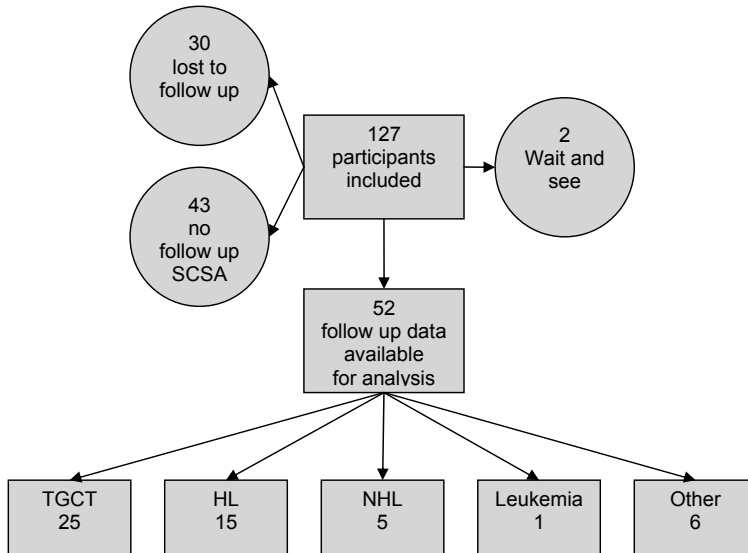 30
lost to
follow up
127
participants
included
2
Wait and
see
43
no
follow up
SCSA
52
follow up data
available
for analysis
TGCT
25
HL
15
NHL
5
Leukemia
1
Other
6